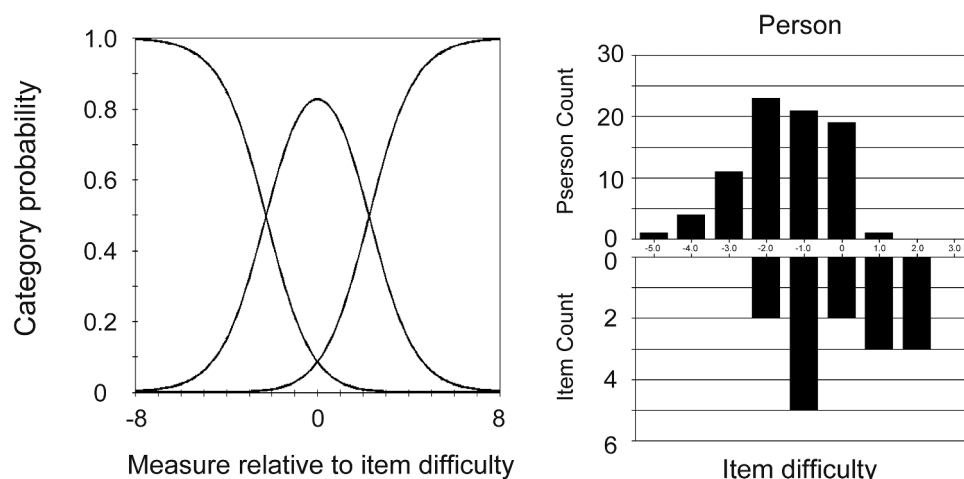 Category probability
1.0
0.8
0.6
0.4
0.2
0
-8 0 8
Measure relative to item difficulty
Person
Pserson Count
30
20
10
0
-5.0 -4.0 -3.0 -2.0 -1.0 0 1.0 2.0 3.0
Item Count
0
2
4
6
Item difficulty